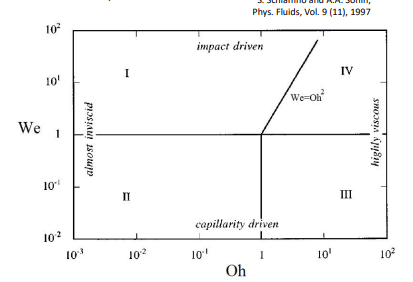 S. Schiaffino and A.A. Sonin,
Phys. Fluids, Vol. 9 (11), 1997
10²
impact driven
I
IV
10¹
We=Oh²
almost inviscid
highly viscous
We
1
10⁻¹
II
III
capillarity driven
10⁻²
10⁻³
10⁻²
10⁻¹
1
10¹
10²
Oh